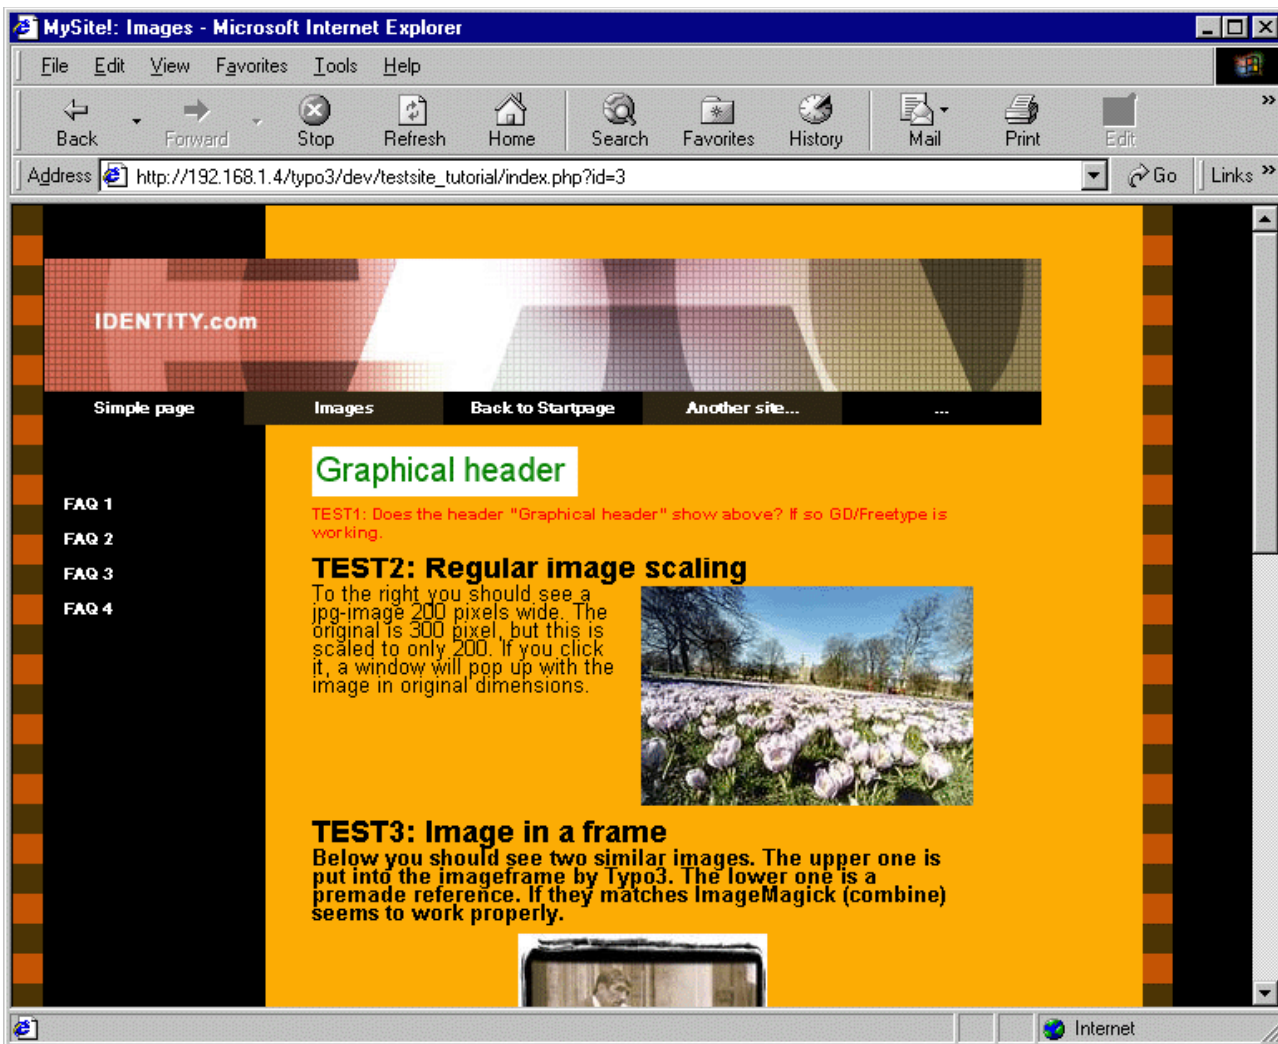 MySite!: Images - Microsoft Internet Explorer
File Edit View Favorites Tools Help
Back Forward Stop Refresh Home Search Favorites History Mail Print Edit »
Address http://192.168.1.4/typo3/dev/testsite_tutorial/index.php?id=3 Go Links »
IDENTITY.com
Simple page Images Back to Startpage Another site... ...
Graphical header
FAQ 1
FAQ 2
FAQ 3
FAQ 4
TEST1: Does the header "Graphical header" show above? If so GD/Freetype is
working.
TEST2: Regular image scaling
To the right you should see a
jpg-image 200 pixels wide. The
original is 300 pixel, but this is
scaled to only 200. If you click
it, a window will pop up with the
image in original dimensions.
TEST3: Image in a frame
Below you should see two similar images. The upper one is
put into the imageframe by Typo3. The lower one is a
premade reference. If they matches ImageMagick (combine)
seems to work properly.
Internet